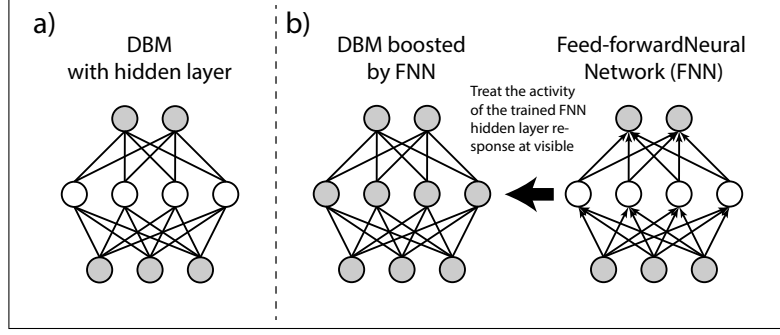 a)
DBM
with hidden layer
b)
DBM boosted
by FNN
Treat the activity
of the trained FNN
hidden layer re-
sponse at visible
Feed-forwardNeural
Network (FNN)